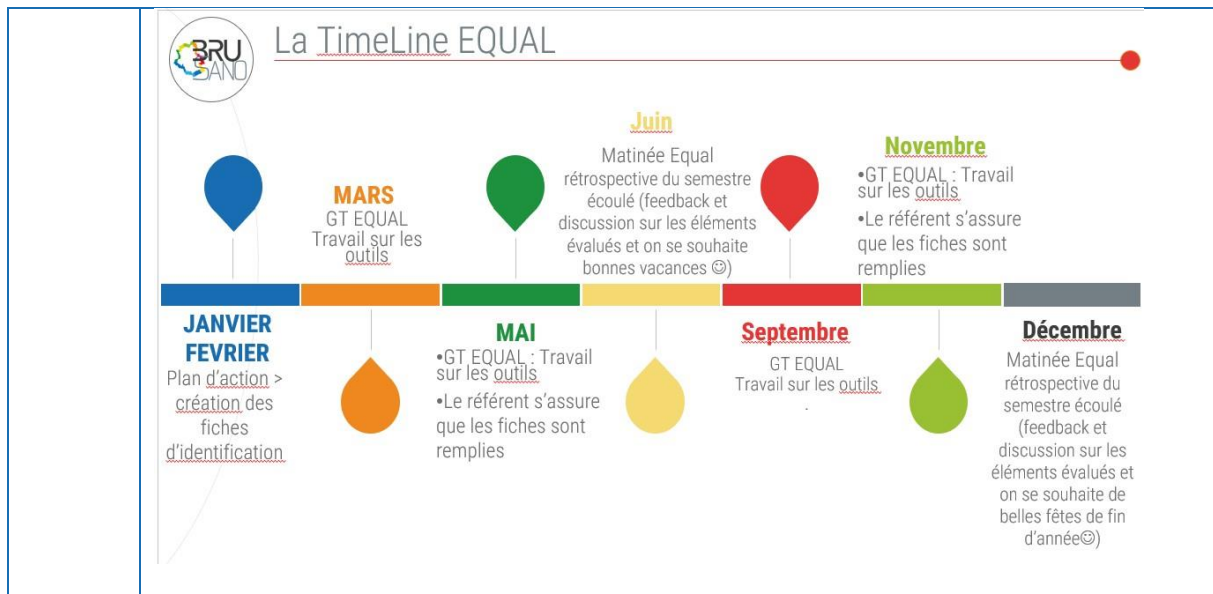 BRU
SANO
La TimeLine EQUAL
JANVIER
FEVRIER
Plan d'action >
création des
fiches
d'identification
MARS
GT EQUAL
Travail sur les
outils
MAI
•GT EQUAL : Travail
sur les outils
•Le référent s'assure
que les fiches sont
remplies
Juin
Matinée Equal
rétrospective du semestre
écoulé (feedback et
discussion sur les éléments
évalués et on se souhaite
bonnes vacances ☺)
Septembre
GT EQUAL
Travail sur les outils
.
Novembre
•GT EQUAL : Travail
sur les outils
•Le référent s'assure
que les fiches sont
remplies
Décembre
Matinée Equal
rétrospective du
semestre écoulé
(feedback et
discussion sur les
éléments évalués et
on se souhaite de
belles fêtes de fin
d'année☺)